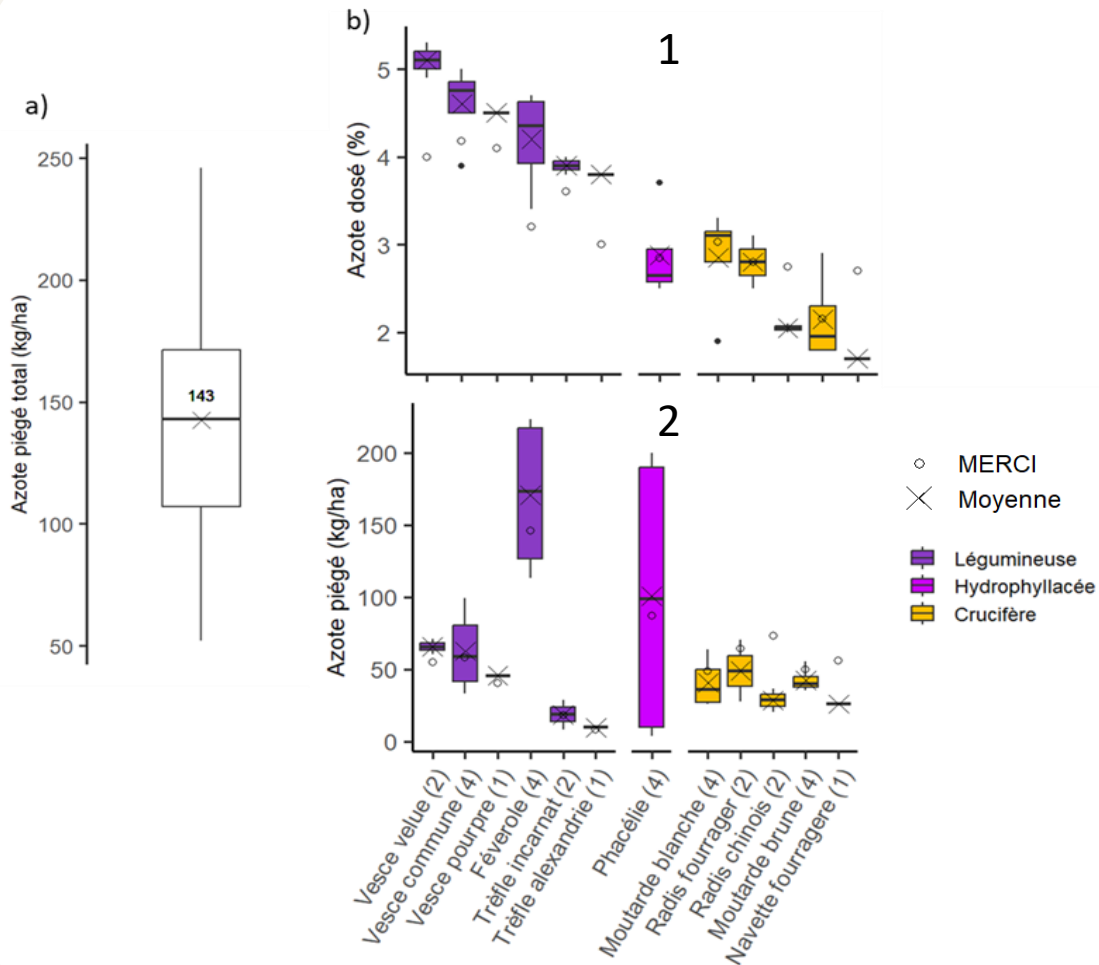 a)
Azote piégé total (kg/ha)
250
200
150
100
50
143
b)
1
Azote dosé (%)
5
4
3
2
2
Azote piégé (kg/ha)
200
150
100
50
0
Vesce velue (2)
Vesce commune (4)
Vesce pourpre (1)
Féverole (4)
Trèfle incarnat (2)
Trèfle alexandrie (1)
Phacélie (4)
Moutarde blanche (4)
Radis fourrager (2)
Radis chinois (2)
Moutarde brune (4)
Navette fourragere (1)
MERCI
Moyenne
Légumineuse
Hydrophyllacée
Crucifère